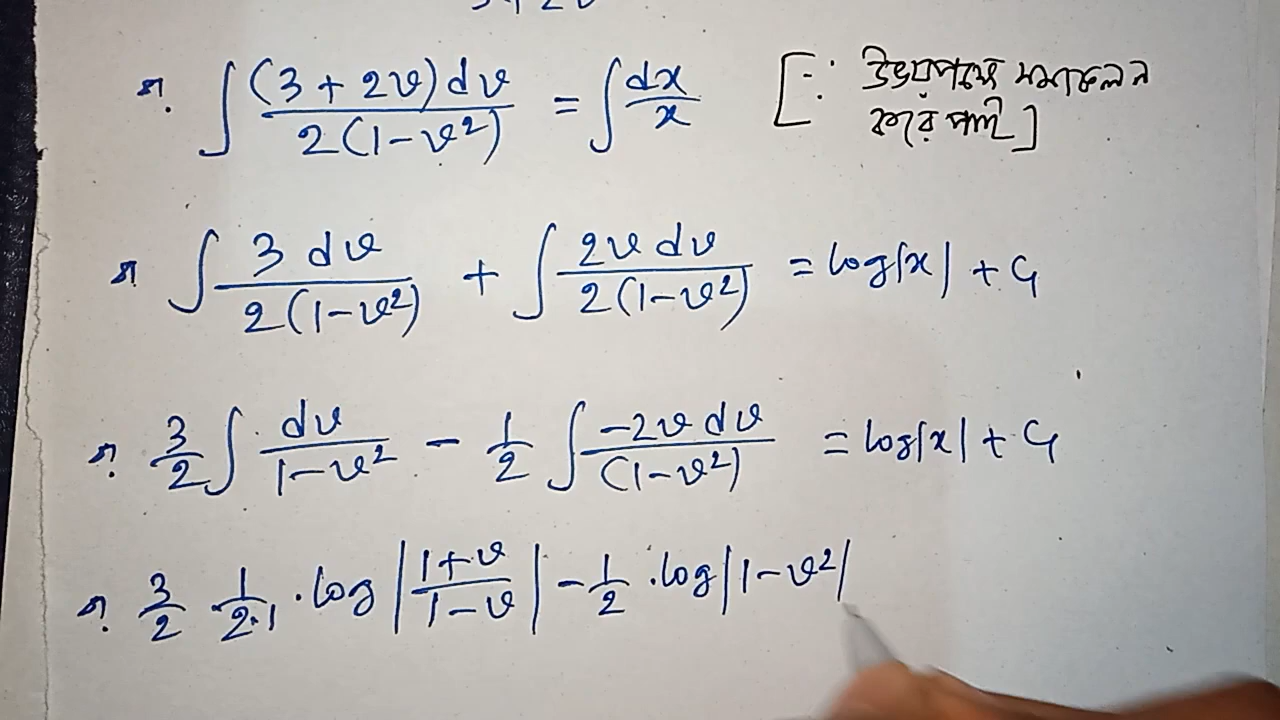 বা, ∫ (3 + 2v) dv / 2(1 - v²) = ∫ dx / x [∵ উভয়পক্ষে সমাকলন করে পাই]
বা ∫ 3 dv / 2(1 - v²) + ∫ 2v dv / 2(1 - v²) = log|x| + C₁
বা, 3/2 ∫ dv / 1 - v² - 1/2 ∫ -2v dv / (1 - v²) = log|x| + C₁
বা, 3/2 · 1/2·1 · log |1 + v / 1 - v| - 1/2 · log|1 - v²|